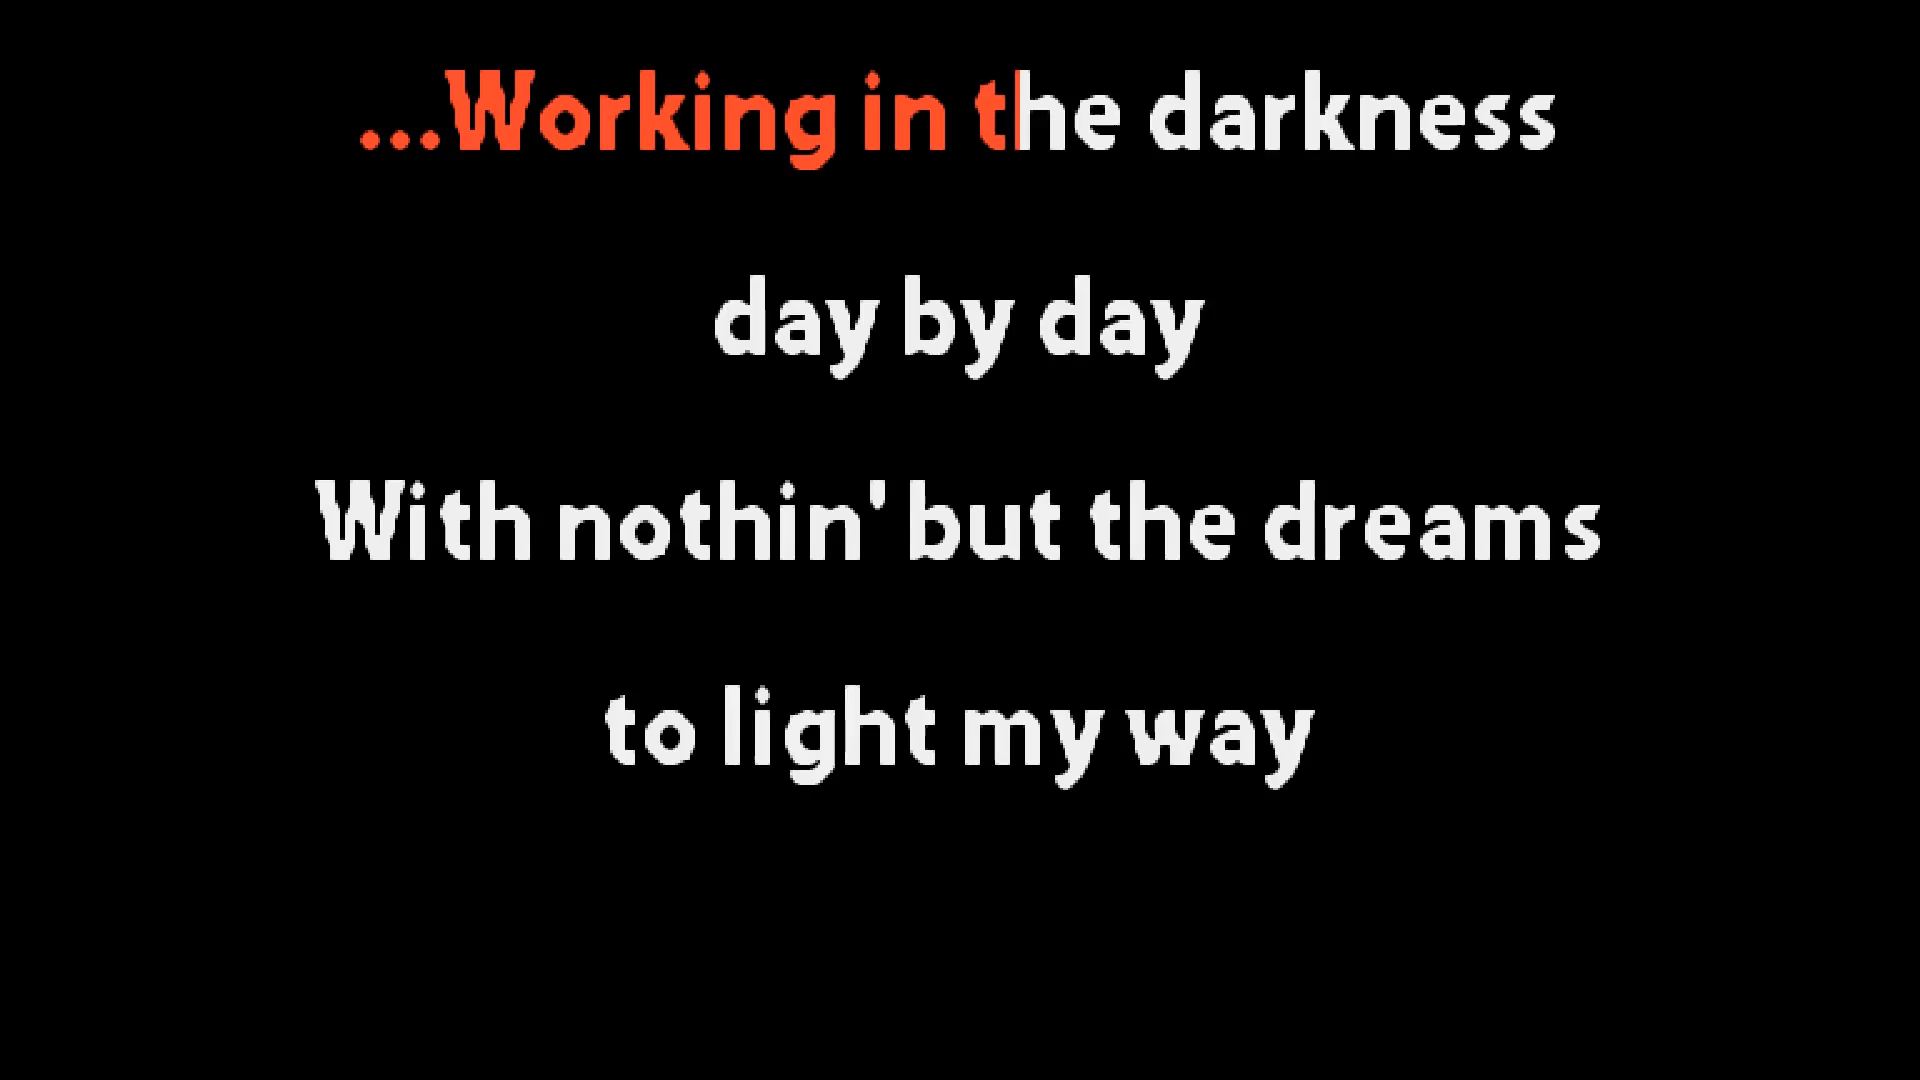 ...Working in the darkness
day by day
With nothin' but the dreams
to light my way